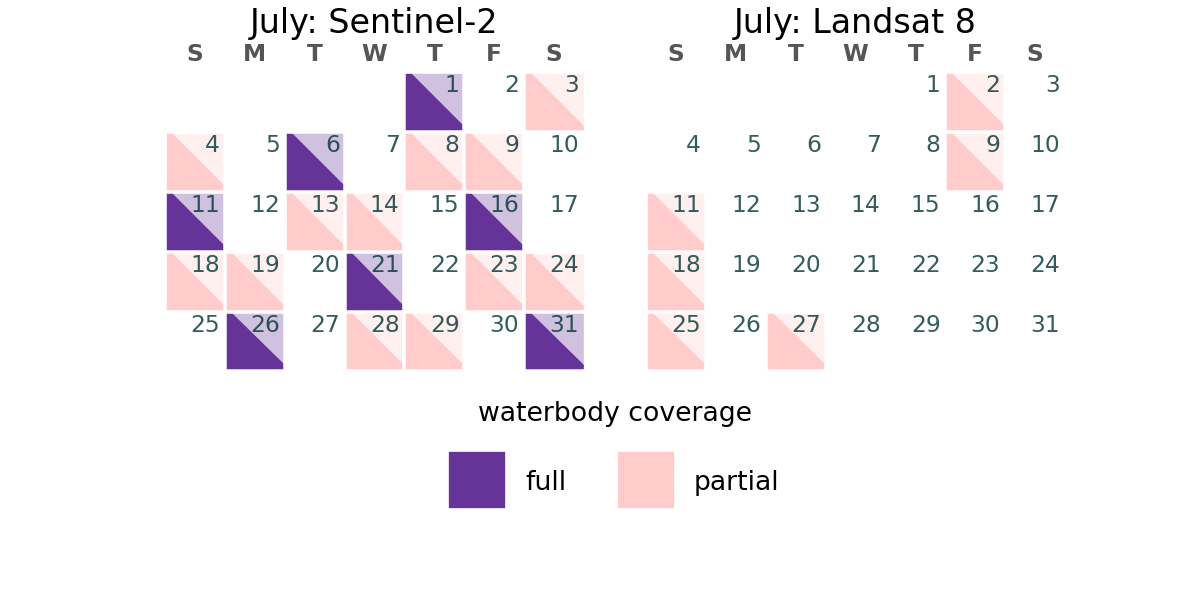 July: Sentinel-2
S M T W T F S
1 2 3
4 5 6 7 8 9 10
11 12 13 14 15 16 17
18 19 20 21 22 23 24
25 26 27 28 29 30 31
July: Landsat 8
S M T W T F S
1 2 3
4 5 6 7 8 9 10
11 12 13 14 15 16 17
18 19 20 21 22 23 24
25 26 27 28 29 30 31
waterbody coverage
full partial